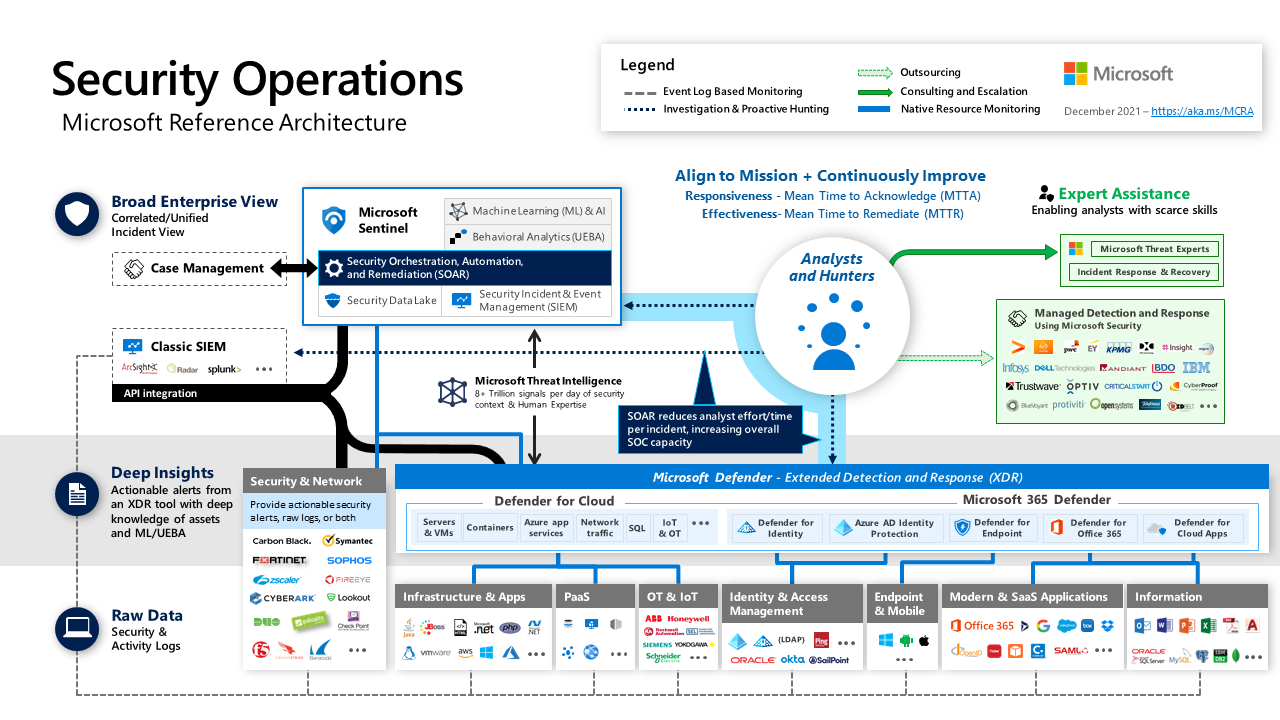 Security Operations
Microsoft Reference Architecture
Legend
Event Log Based Monitoring
Investigation & Proactive Hunting
Outsourcing
Consulting and Escalation
Native Resource Monitoring
Microsoft
December 2021 – https://aka.ms/MCRA
Broad Enterprise View
Correlated/Unified
Incident View
Case Management
Microsoft
Sentinel
Machine Learning (ML) & AI
Behavioral Analytics (UEBA)
Security Orchestration, Automation,
and Remediation (SOAR)
Security Data Lake
Security Incident & Event
Management (SIEM)
Align to Mission + Continuously Improve
Responsiveness - Mean Time to Acknowledge (MTTA)
Effectiveness- Mean Time to Remediate (MTTR)
Analysts
and Hunters
Expert Assistance
Enabling analysts with scarce skills
Microsoft Threat Experts
Incident Response & Recovery
Managed Detection and Response
Using Microsoft Security
pwc
EY
KPMG
Insight
Infosys
DELL Technologies
MANDIANT
BDO
IBM
Trustwave
OPTIV
CRITICALSTART
CyberProof
BlueVoyant
protiviti
opensystems
Classic SIEM
ArcSight
Radar
splunk>
API integration
Microsoft Threat Intelligence
8+ Trillion signals per day of security
context & Human Expertise
SOAR reduces analyst effort/time
per incident, increasing overall
SOC capacity
Deep Insights
Actionable alerts from
an XDR tool with deep
knowledge of assets
and ML/UEBA
Security & Network
Provide actionable security
alerts, raw logs, or both
Carbon Black.
Symantec
FORTINET
SOPHOS
zscaler
FIREEYE
CYBERARK
Lookout
DUO
paloalto
Check Point
Barracuda
Microsoft Defender - Extended Detection and Response (XDR)
Defender for Cloud
Servers
& VMs
Containers
Azure app
services
Network
traffic
SQL
IoT
& OT
Microsoft 365 Defender
Defender for
Identity
Azure AD Identity
Protection
Defender for
Endpoint
Defender for
Office 365
Defender for
Cloud Apps
Raw Data
Security &
Activity Logs
Infrastructure & Apps
Java
JBoss
Microsoft
.net
php
.NET
vmware
aws
PaaS
OT & IoT
ABB
Honeywell
Rockwell
Automation
SEL
SIEMENS
YOKOGAWA
Schneider
Electric
Identity & Access
Management
(LDAP)
Ping
ORACLE
okta
SailPoint
Endpoint
& Mobile
Modern & SaaS Applications
Office 365
salesforce
box
OpenID
SAML
Information
ORACLE
SQL Server
MySQL
IBM
DB2